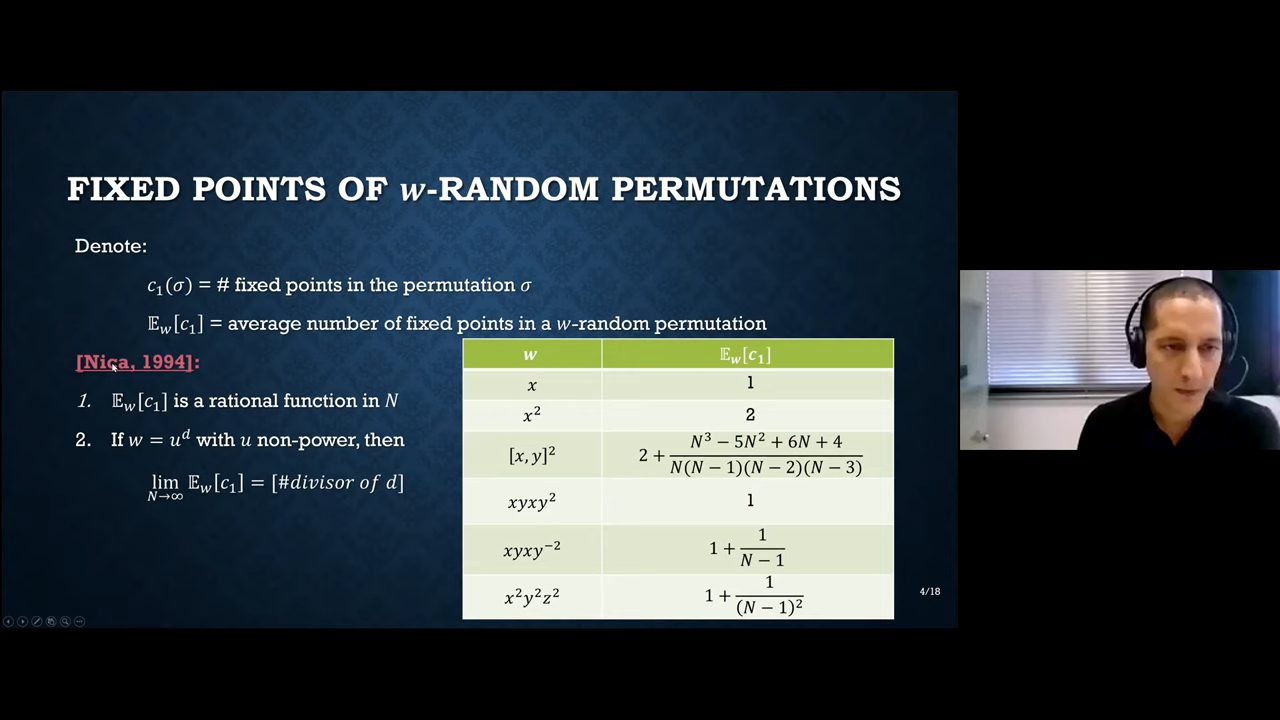 FIXED POINTS OF w-RANDOM PERMUTATIONS
Denote:
c₁(σ) = # fixed points in the permutation σ
𝔼_w[c₁] = average number of fixed points in a w-random permutation
[Nica, 1994]:
1. 𝔼_w[c₁] is a rational function in N
2. If w = u^d with u non-power, then
lim_{N→∞} 𝔼_w[c₁] = [#divisor of d]
w 𝔼_w[c₁]
x 1
x² 2
[x, y]² 2 + (N³ − 5N² + 6N + 4)/(N(N − 1)(N − 2)(N − 3))
xyxy² 1
xyxy⁻² 1 + 1/(N − 1)
x²y²z² 1 + 1/(N − 1)²
4/18